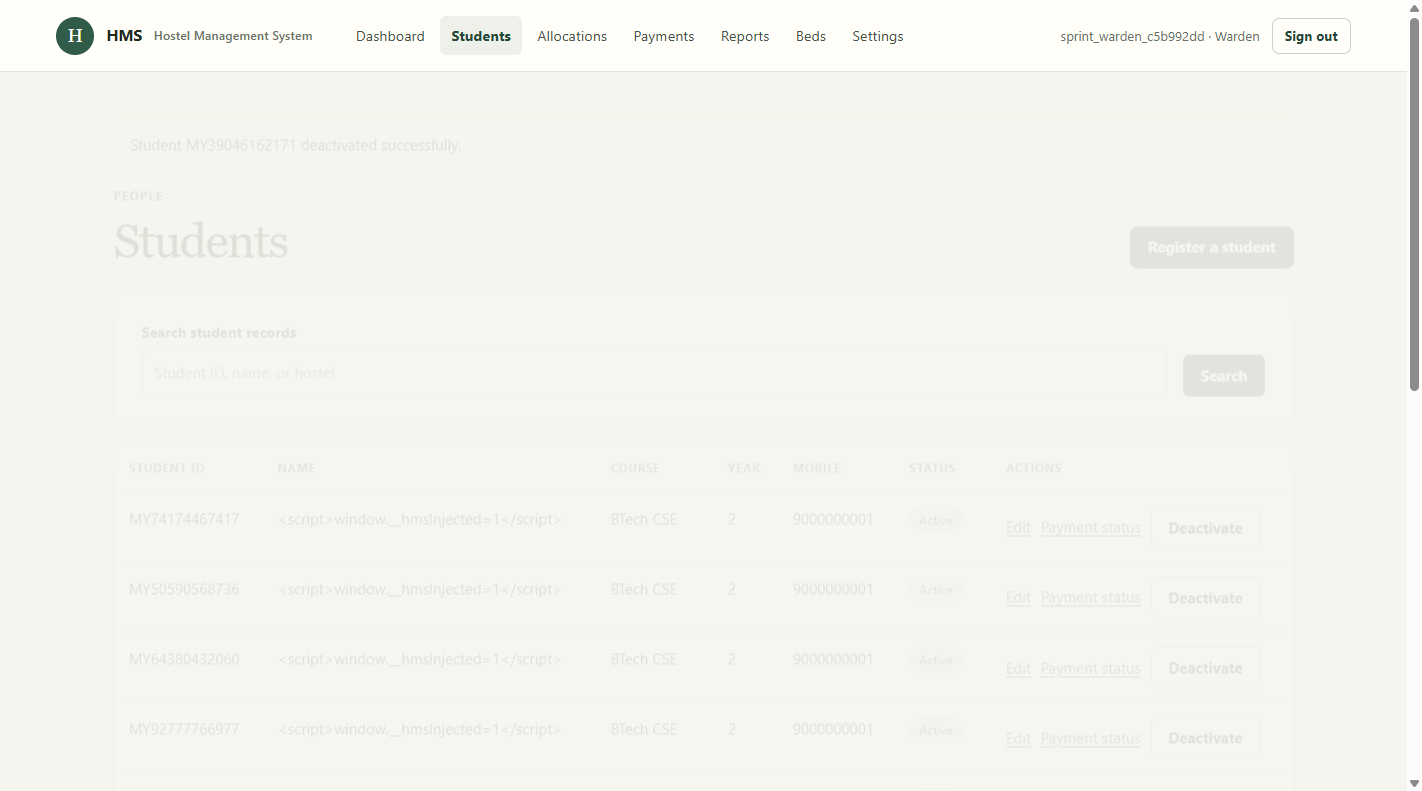 H HMS Hostel Management System Dashboard Students Allocations Payments Reports Beds Settings sprint_warden_c5b992dd · Warden Sign out
Student MY39046162171 deactivated successfully.
PEOPLE
Students
Register a student
Search student records
Student ID, name, or hostel
Search
STUDENT ID NAME COURSE YEAR MOBILE STATUS ACTIONS
MY74174467417 <script>window.__hmsInjected=1</script> BTech CSE 2 9000000001 Active Edit Payment status Deactivate
MY50590568736 <script>window.__hmsInjected=1</script> BTech CSE 2 9000000001 Active Edit Payment status Deactivate
MY64380432060 <script>window.__hmsInjected=1</script> BTech CSE 2 9000000001 Active Edit Payment status Deactivate
MY92777766977 <script>window.__hmsInjected=1</script> BTech CSE 2 9000000001 Active Edit Payment status Deactivate